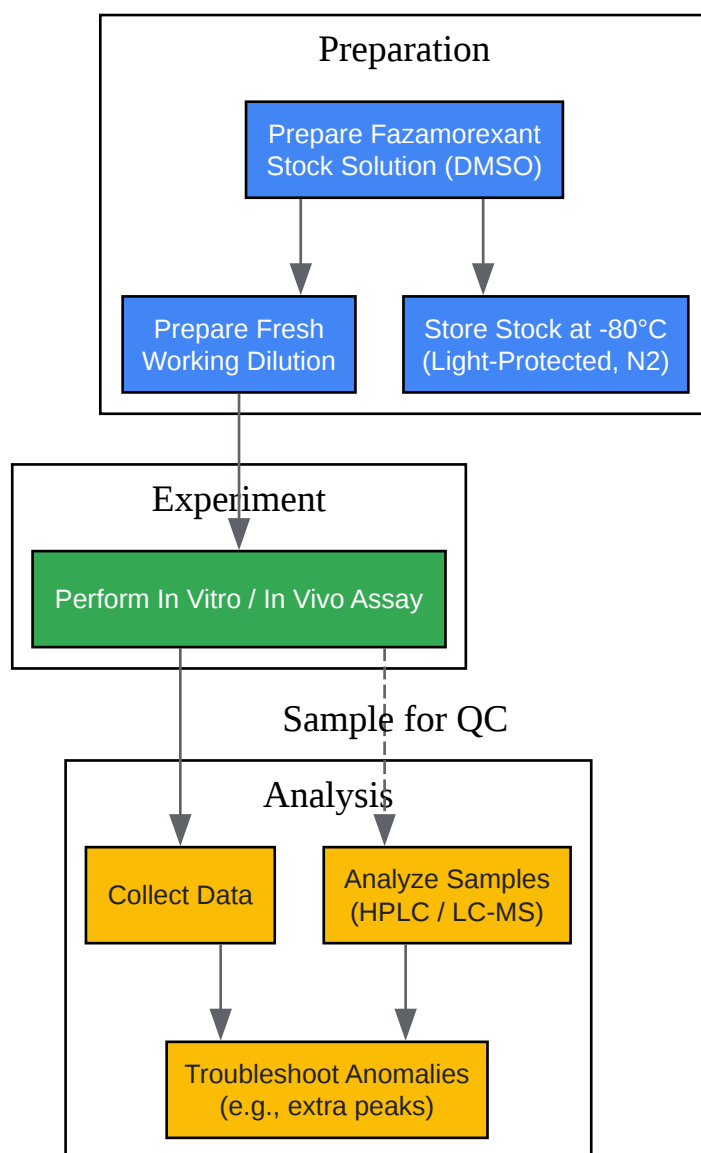 Preparation
Prepare Fazamorexant
Stock Solution (DMSO)
Prepare Fresh
Working Dilution
Store Stock at -80°C
(Light-Protected, N2)
Experiment
Perform In Vitro / In Vivo Assay
Sample for QC
Analysis
Collect Data
Analyze Samples
(HPLC / LC-MS)
Troubleshoot Anomalies
(e.g., extra peaks)